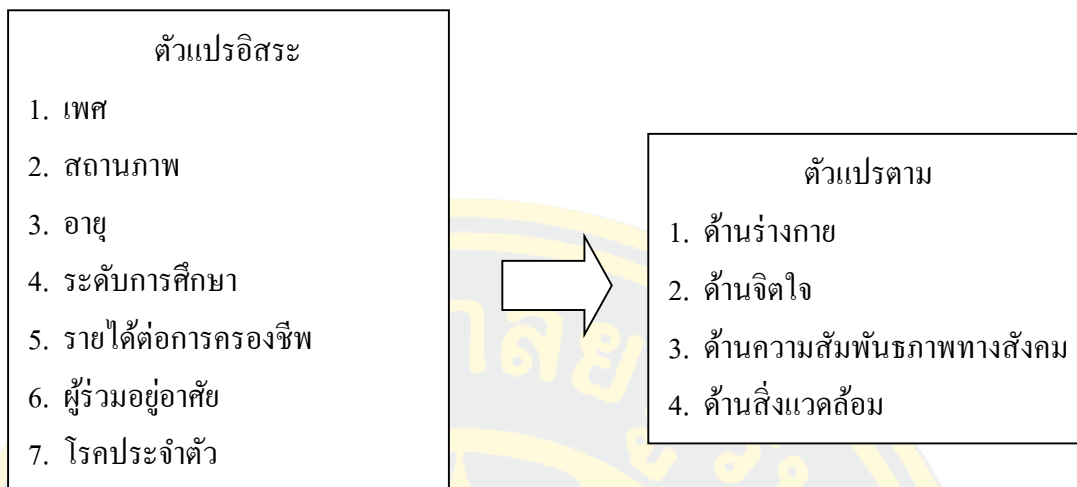 ตัวแปรอิสระ
1. เพศ
2. สถานภาพ
3. อายุ
4. ระดับการศึกษา
5. รายได้ต่อการครองชีพ
6. ผู้ร่วมอยู่อาศัย
7. โรคประจำตัว
ตัวแปรตาม
1. ด้านร่างกาย
2. ด้านจิตใจ
3. ด้านความสัมพันธภาพทางสังคม
4. ด้านสิ่งแวดล้อม